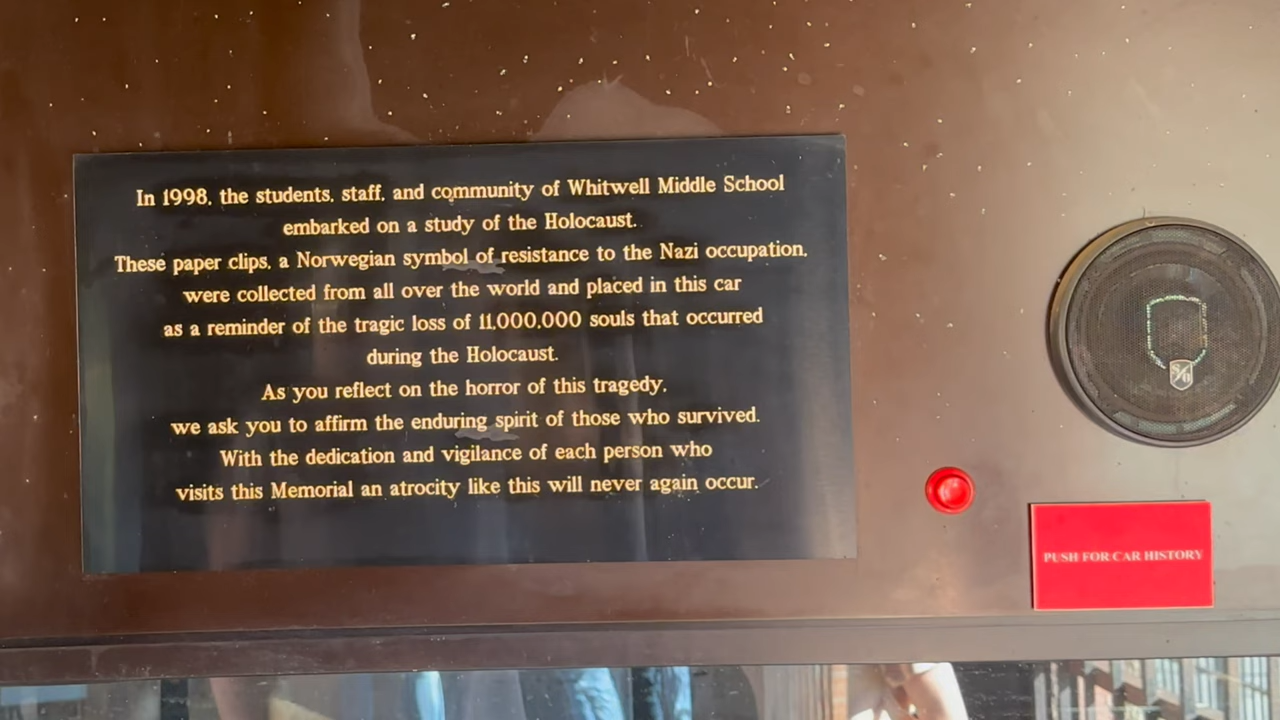 In 1998, the students, staff, and community of Whitwell Middle School
embarked on a study of the Holocaust.
These paper clips, a Norwegian symbol of resistance to the Nazi occupation,
were collected from all over the world and placed in this car
as a reminder of the tragic loss of 11,000,000 souls that occurred
during the Holocaust.
As you reflect on the horror of this tragedy,
we ask you to affirm the enduring spirit of those who survived.
With the dedication and vigilance of each person who
visits this Memorial an atrocity like this will never again occur.
PUSH FOR CAR HISTORY